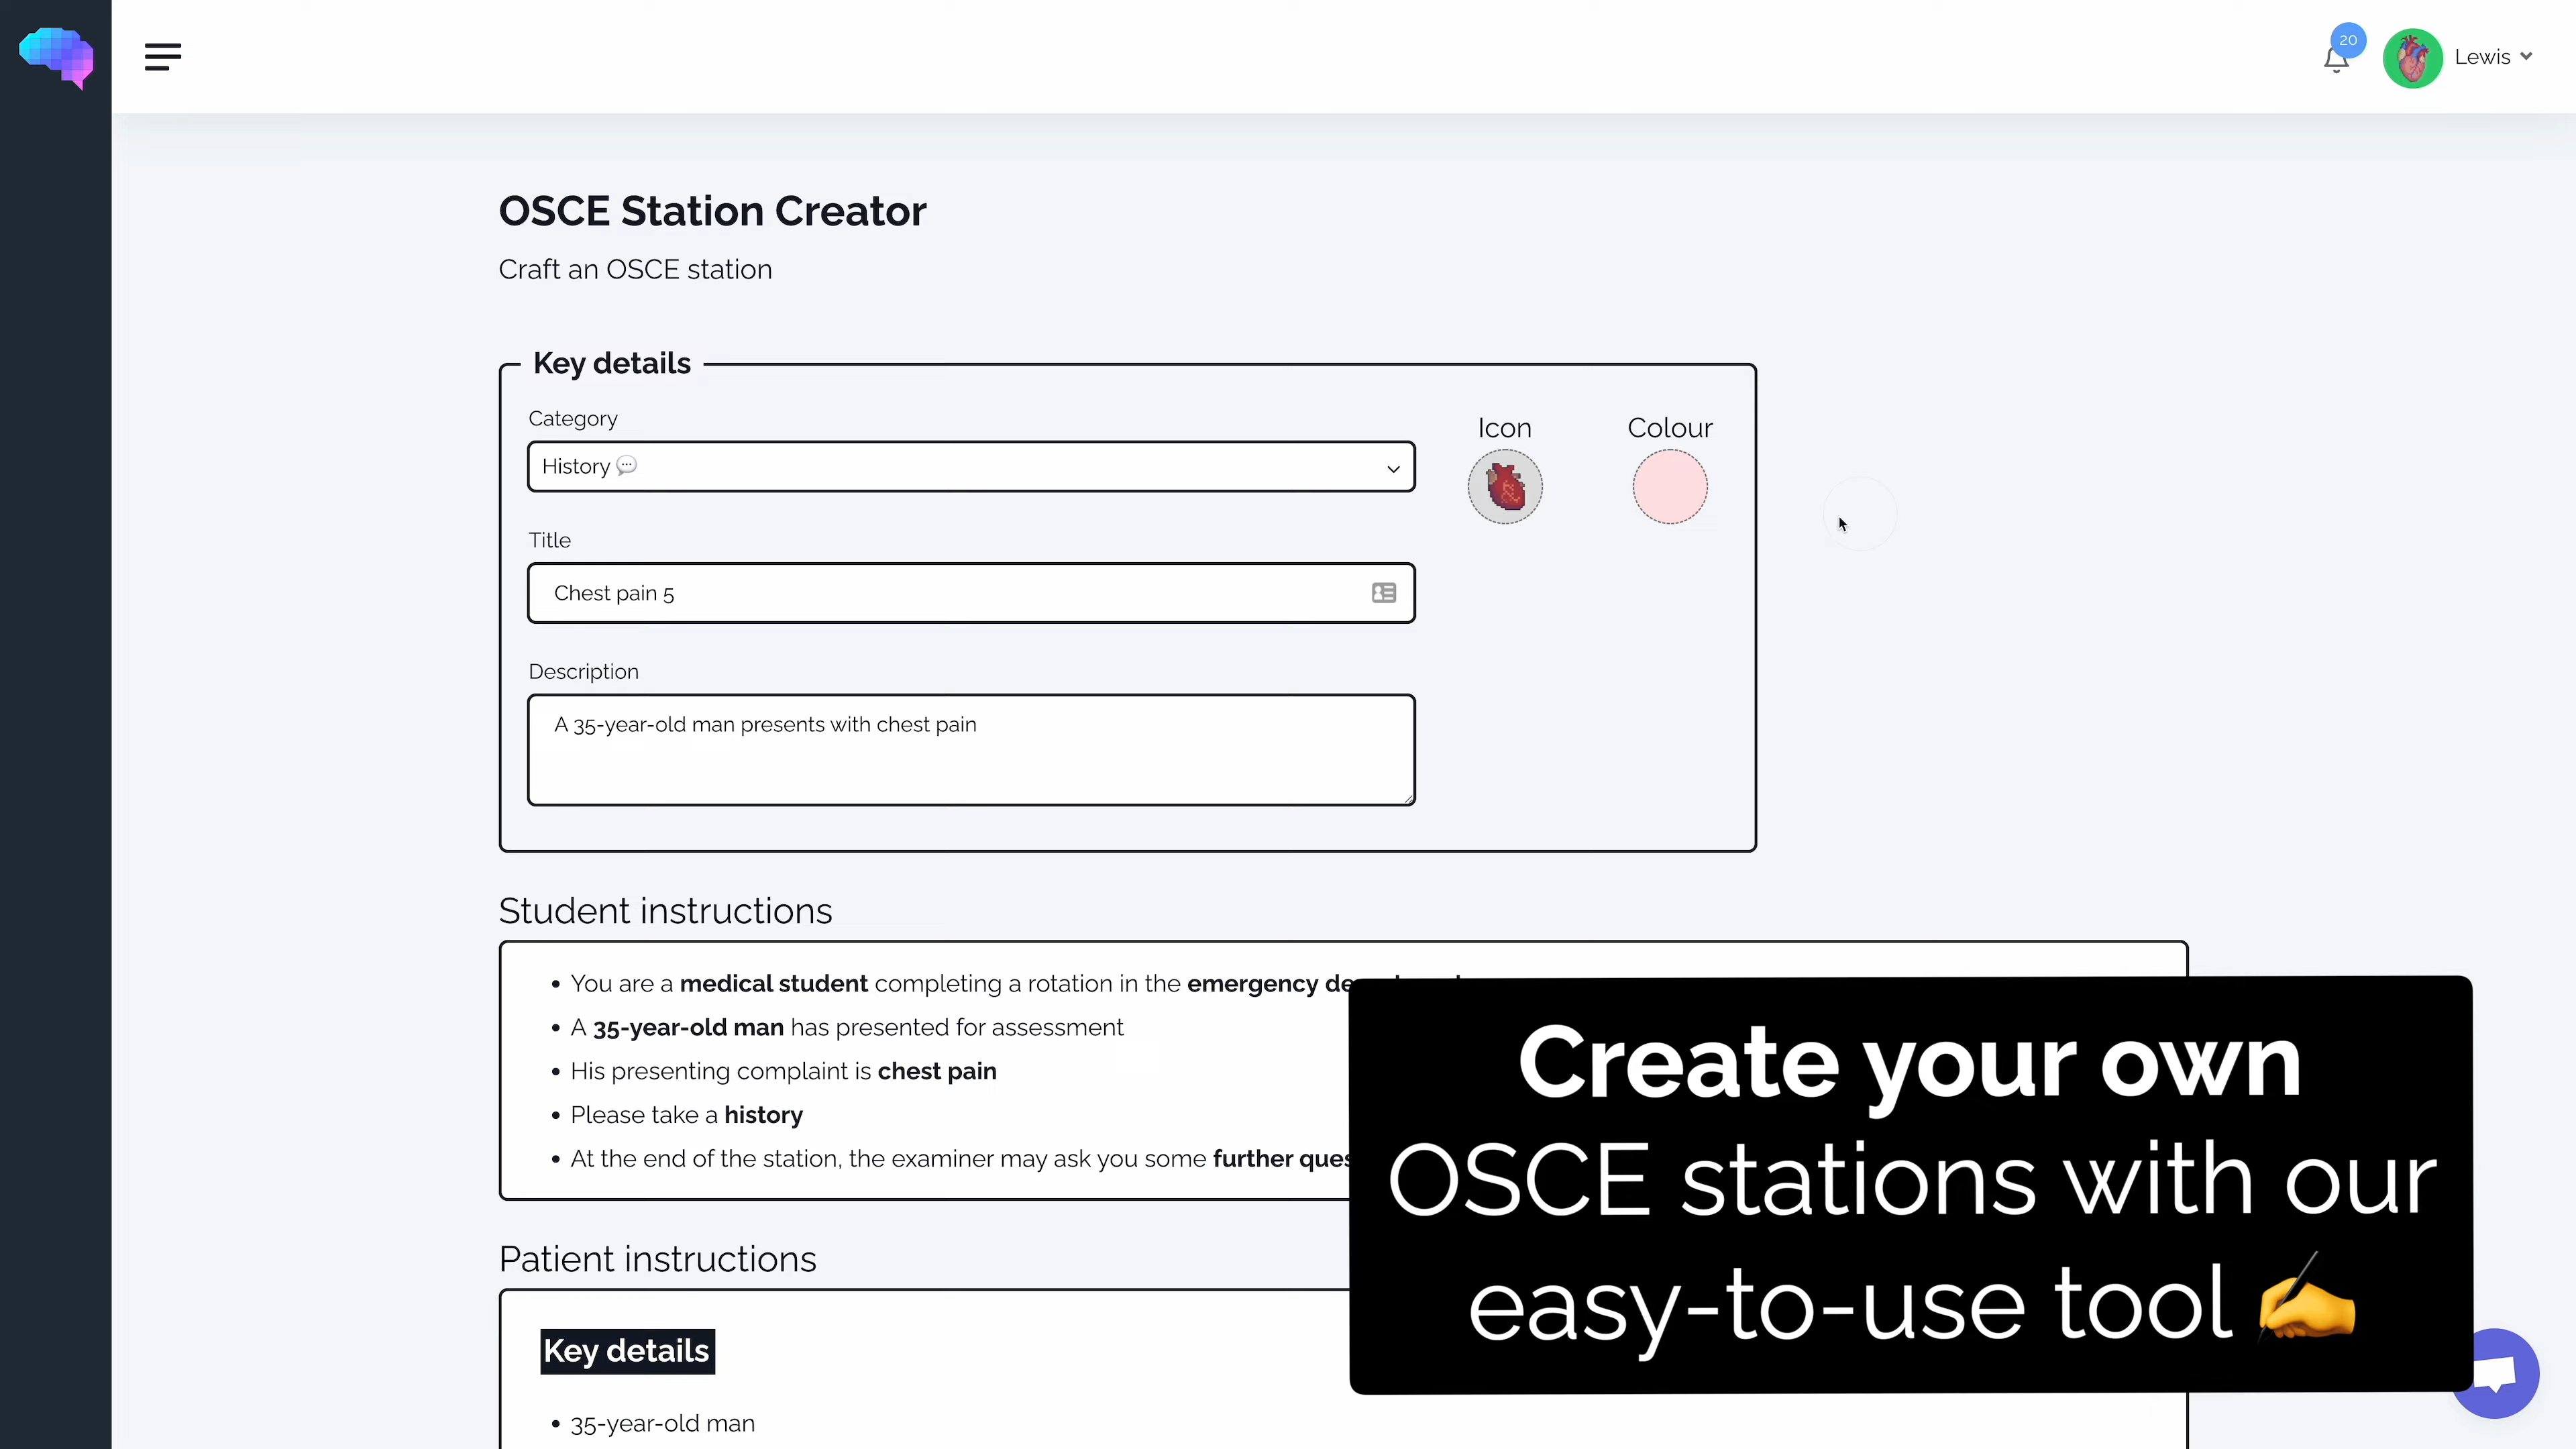 20
Lewis
OSCE Station Creator
Craft an OSCE station
Key details
Category
Icon
Colour
History 💬
Title
Chest pain 5
Description
A 35-year-old man presents with chest pain
Student instructions
You are a medical student completing a rotation in the emergency
A 35-year-old man has presented for assessment
His presenting complaint is chest pain
Please take a history
At the end of the station, the examiner may ask you some further
Patient instructions
Key details
35-year-old man
Create your own
OSCE stations with our
easy-to-use tool ✍️